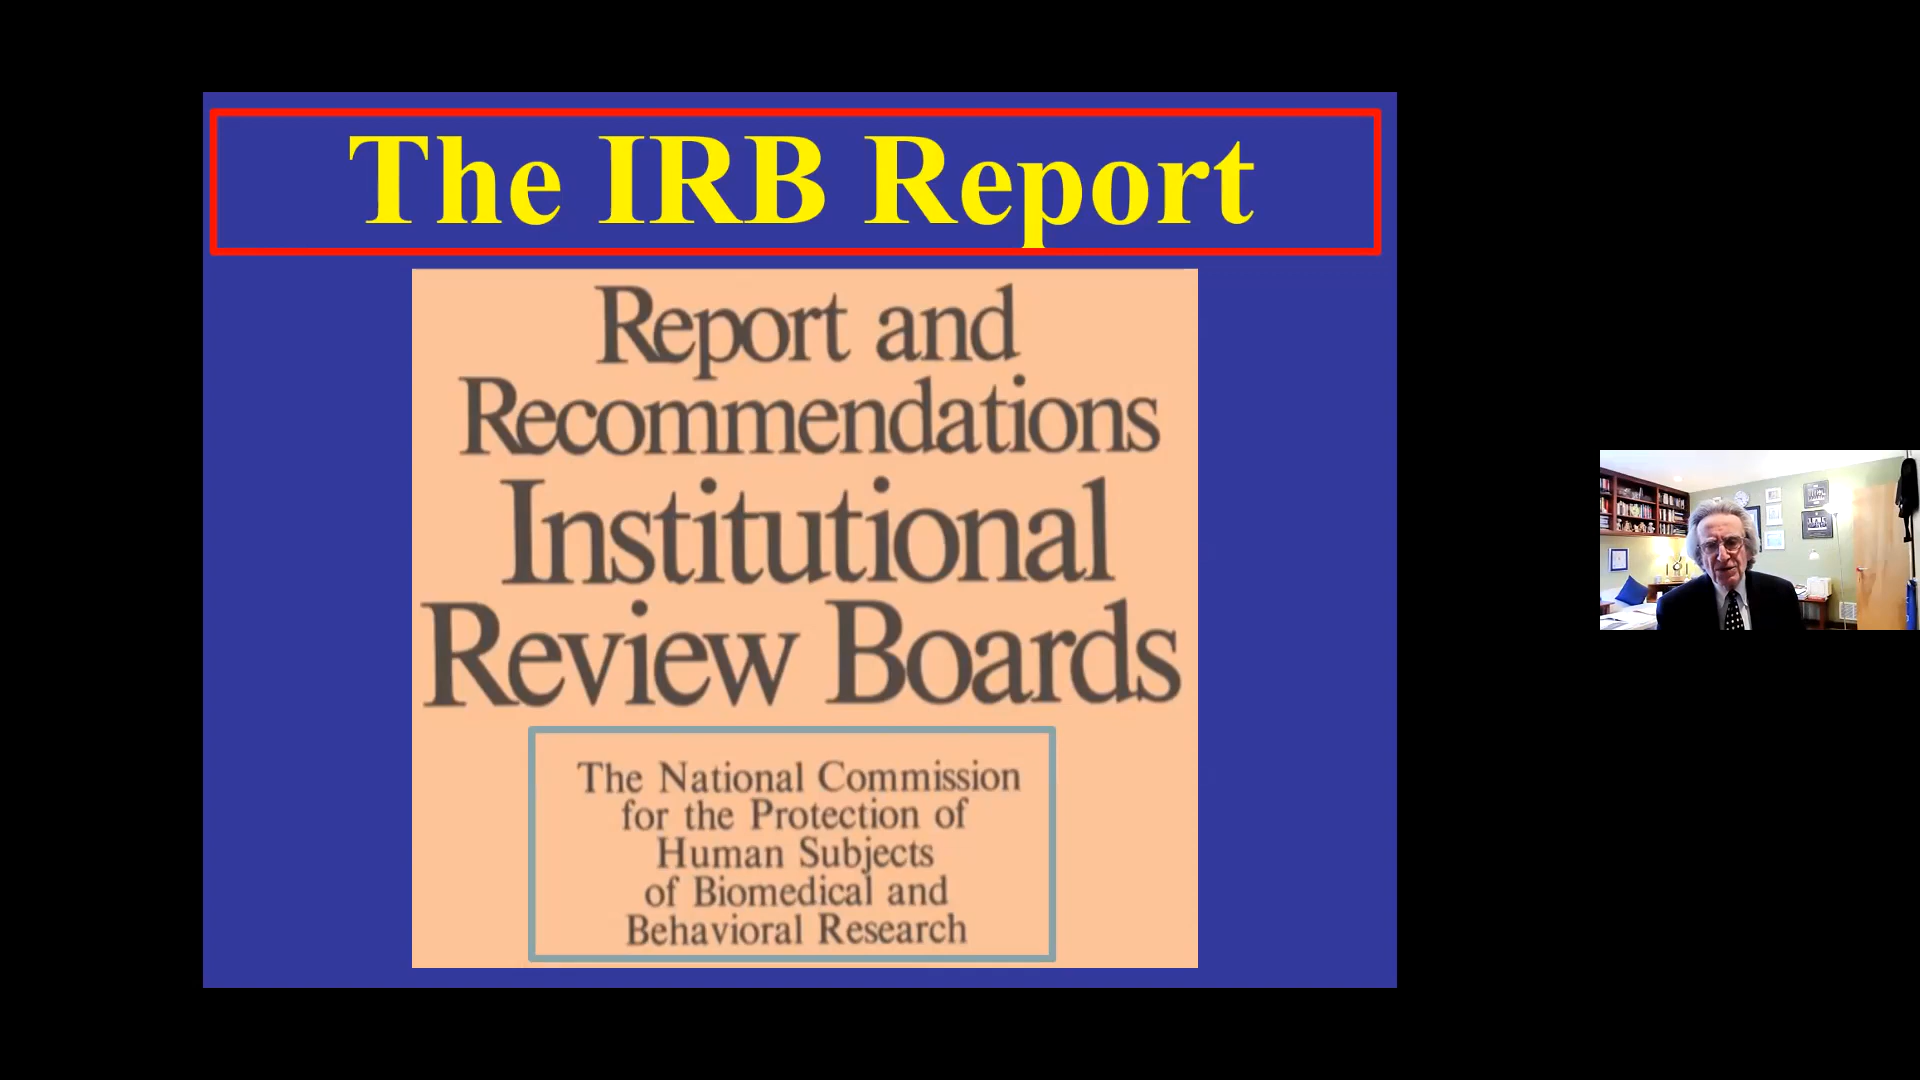 The IRB Report
Report and
Recommendations
Institutional
Review Boards
The National Commission
for the Protection of
Human Subjects
of Biomedical and
Behavioral Research